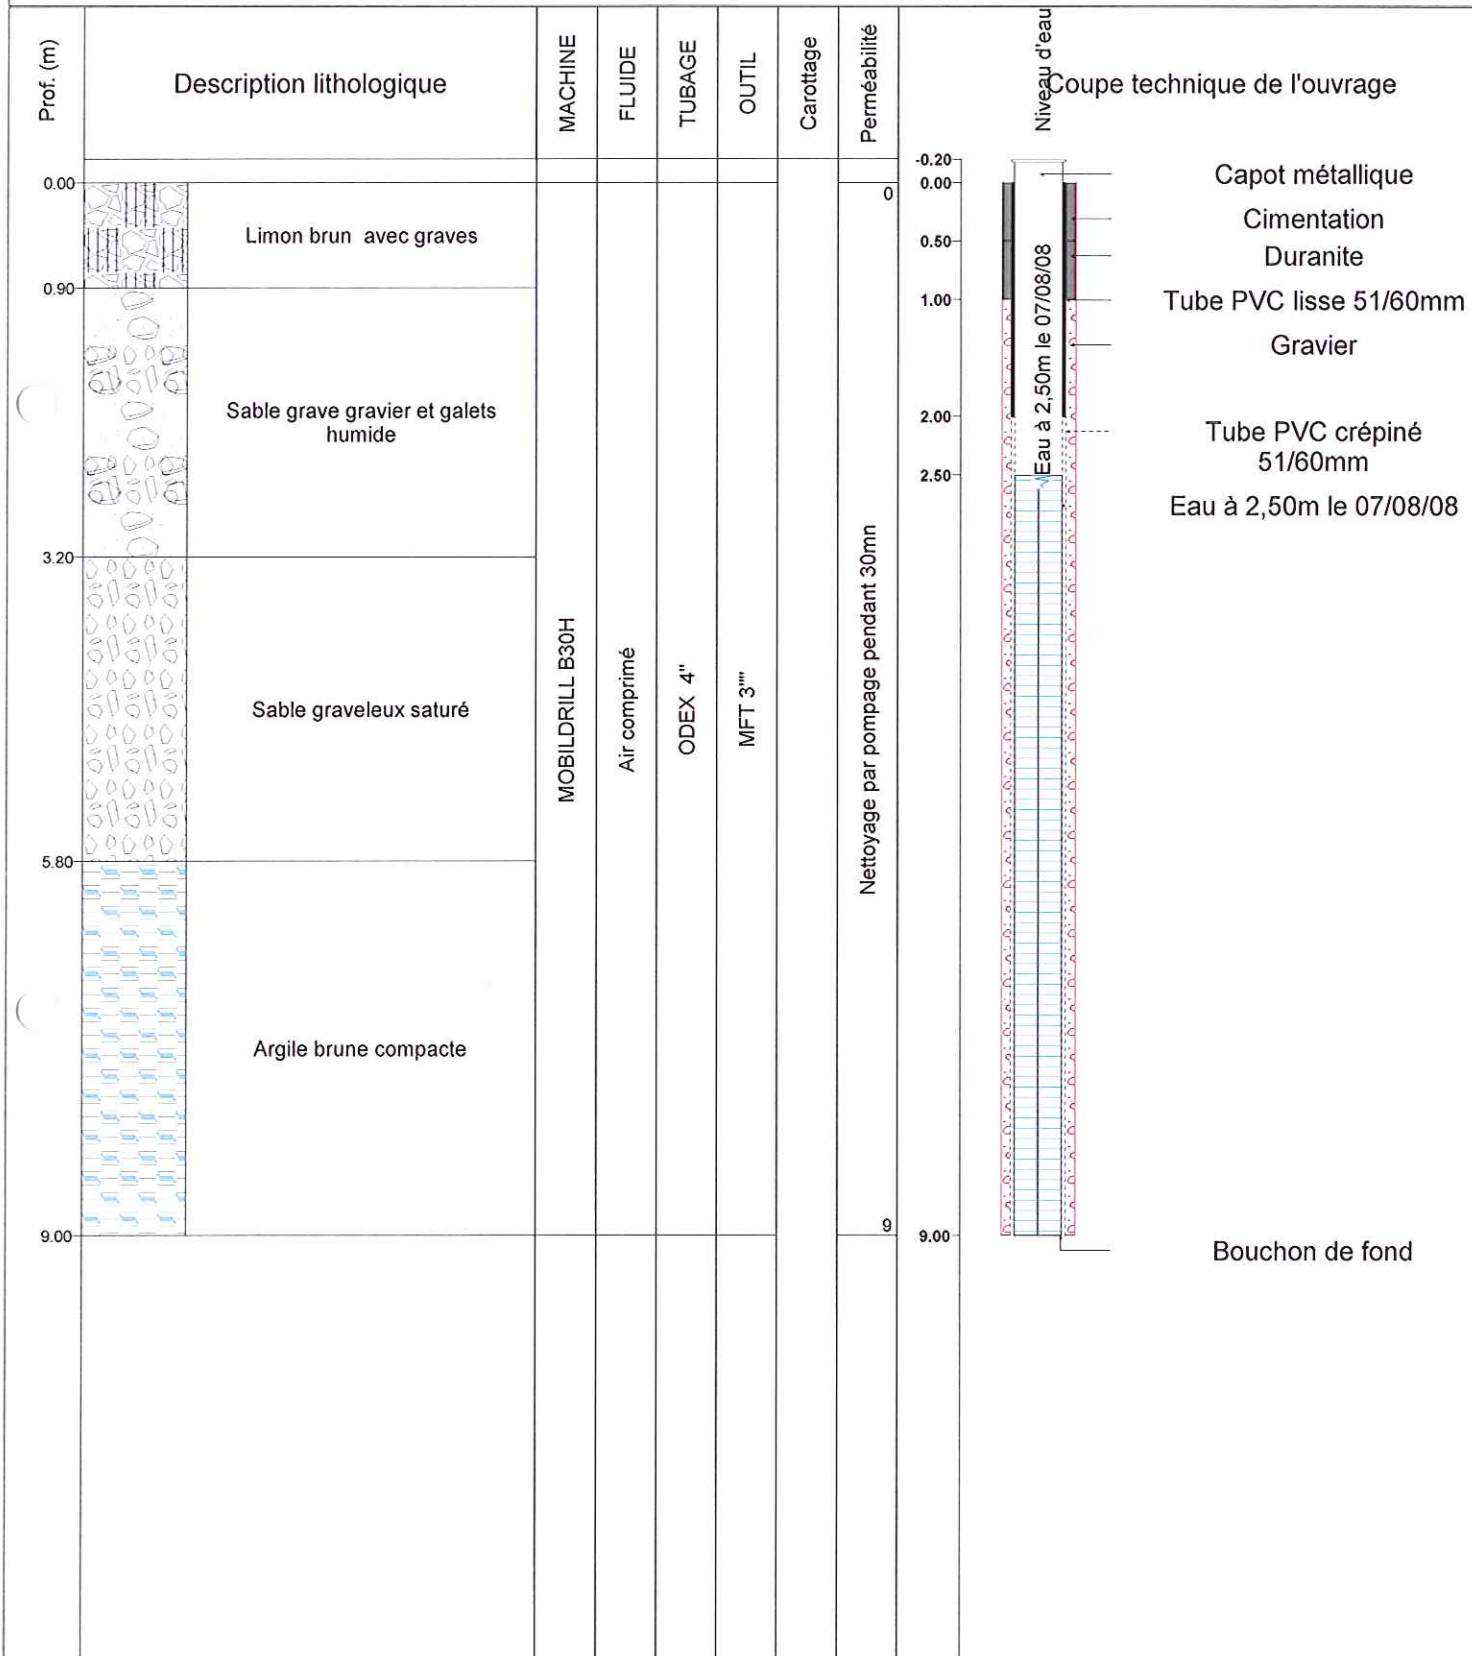 Prof. (m)
Description lithologique
MACHINE
FLUIDE
TUBAGE
OUTIL
Carottage
Perméabilité
Niveau d'eau
Coupe technique de l'ouvrage
0.00
Limon brun avec graves
0.90
Sable grave gravier et galets
humide
3.20
Sable graveleux saturé
5.80
Argile brune compacte
9.00
MOBILDRILL B30H
Air comprimé
ODEX 4"
MFT 3""
0
Nettoyage par pompage pendant 30mn
9
-0.20
0.00
0.50
1.00
2.00
2.50
9.00
Eau à 2,50m le 07/08/08
Capot métallique
Cimentation
Duranite
Tube PVC lisse 51/60mm
Gravier
Tube PVC crépiné
51/60mm
Eau à 2,50m le 07/08/08
Bouchon de fond